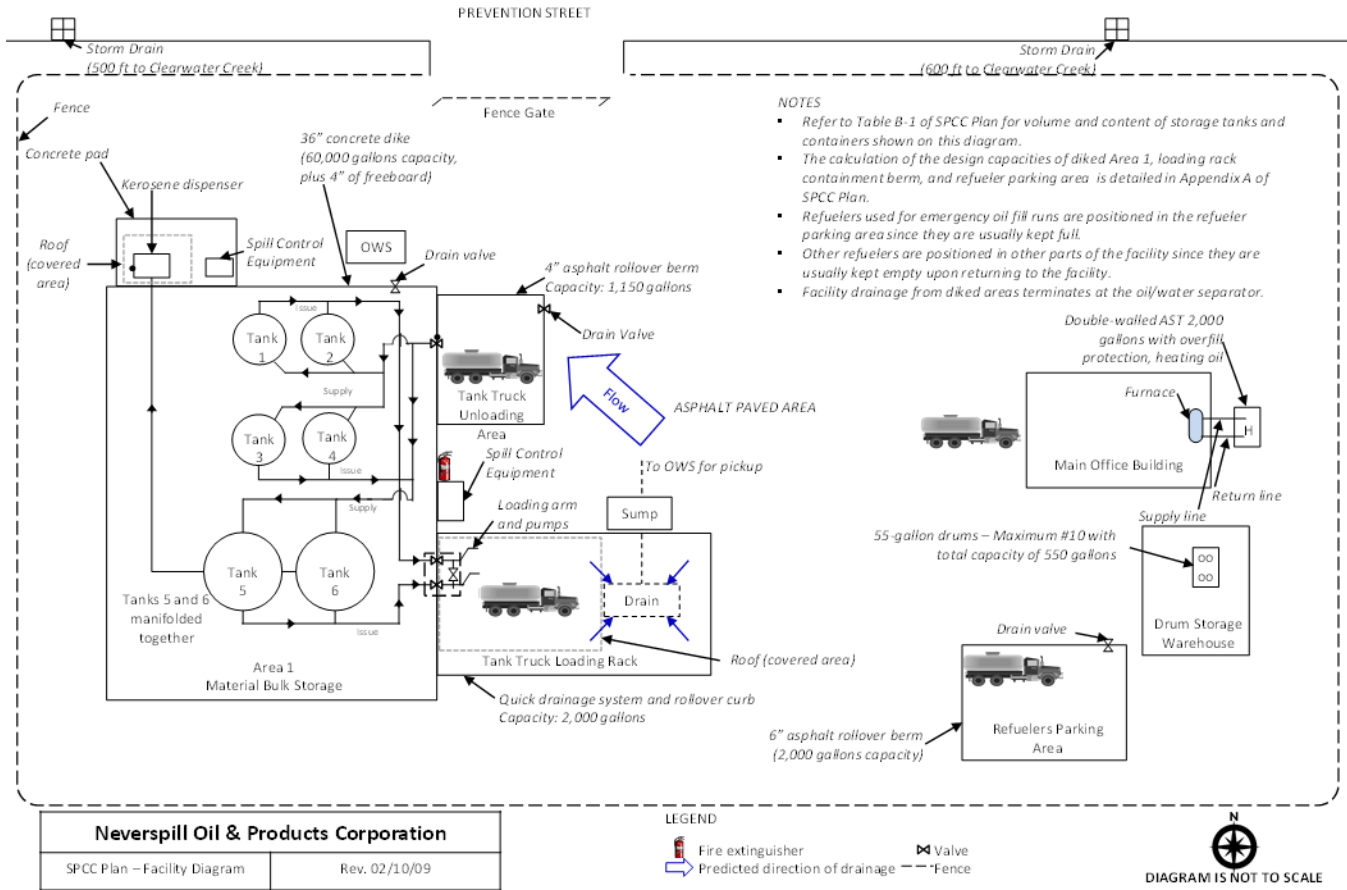 PREVENTION STREET
Storm Drain
(500 ft to Clearwater Creek)
Storm Drain
(600 ft to Clearwater Creek)
Fence
Fence Gate
Concrete pad
Kerosene dispenser
36” concrete dike
(60,000 gallons capacity,
plus 4” of freeboard)
NOTES
▪ Refer to Table B-1 of SPCC Plan for volume and content of storage tanks and
containers shown on this diagram.
▪ The calculation of the design capacities of diked Area 1, loading rack
containment berm, and refueler parking area is detailed in Appendix A of
SPCC Plan.
▪ Refuelers used for emergency oil fill runs are positioned in the refueler
parking area since they are usually kept full.
▪ Other refuelers are positioned in other parts of the facility since they are
usually kept empty upon returning to the facility.
▪ Facility drainage from diked areas terminates at the oil/water separator.
Roof
(covered
area)
Spill Control
Equipment
OWS
Drain valve
4” asphalt rollover berm
Capacity: 1,150 gallons
Drain Valve
Issue
Tank
1
Tank
2
Supply
Tank
3
Tank
4
Issue
Supply
Tank Truck
Unloading
Area
Flow
ASPHALT PAVED AREA
Double-walled AST 2,000
gallons with overfill
protection, heating oil
Furnace
H
Main Office Building
Return line
Supply line
Spill Control
Equipment
To OWS for pickup
Loading arm
and pumps
Sump
55-gallon drums – Maximum #10 with
total capacity of 550 gallons
Tank
5
Tank
6
Tanks 5 and 6
manifolded
together
Issue
Drain
Tank Truck Loading Rack
Roof (covered area)
Drain valve
Drum Storage
Warehouse
Area 1
Material Bulk Storage
Quick drainage system and rollover curb
Capacity: 2,000 gallons
6” asphalt rollover berm
(2,000 gallons capacity)
Refuelers Parking
Area
Neverspill Oil & Products Corporation
SPCC Plan – Facility Diagram
Rev. 02/10/09
LEGEND
Fire extinguisher
Valve
Predicted direction of drainage
Fence
N
DIAGRAM IS NOT TO SCALE